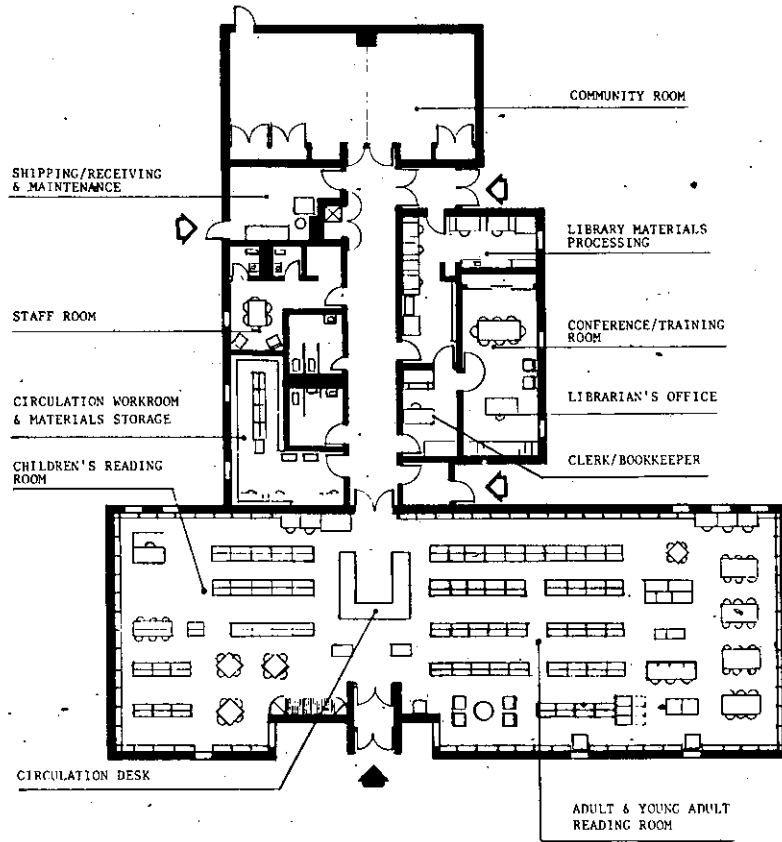 COMMUNITY ROOM
SHIPPING/RECEIVING
& MAINTENANCE
LIBRARY MATERIALS
PROCESSING
STAFF ROOM
CONFERENCE/TRAINING
ROOM
CIRCULATION WORKROOM
& MATERIALS STORAGE
LIBRARIAN'S OFFICE
CHILDREN'S READING
ROOM
CLERK/BOOKKEEPER
CIRCULATION DESK
ADULT & YOUNG ADULT
READING ROOM